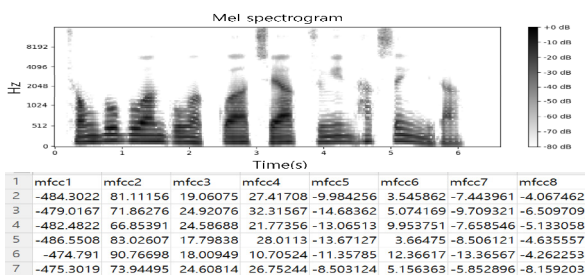 Mel spectrogram
+0 dB
-10 dB
-20 dB
-30 dB
-40 dB
-50 dB
-60 dB
-70 dB
-80 dB
Hz
8192
4096
2048
1024
512
0
0 1 2 3 4 5 6
Time(s)
1 mfcc1 mfcc2 mfcc3 mfcc4 mfcc5 mfcc6 mfcc7 mfcc8
2 -484.3022 81.11156 19.06075 27.41708 -9.984256 3.545862 -7.443961 -4.067462
3 -479.0167 71.86276 24.92076 32.31567 -14.68362 5.074169 -9.709321 -6.509709
4 -482.4822 66.85391 24.58688 21.77356 -13.06513 9.953751 -7.658546 -5.133058
5 -486.5508 83.02607 17.79838 28.0113 -13.67127 3.66475 -8.506121 -4.635557
6 -474.791 90.76698 18.00949 10.70524 -11.35785 12.36617 -13.36567 -4.262253
7 -475.3019 73.94495 24.60814 26.75244 -8.503124 5.156363 -5.852896 -8.159203